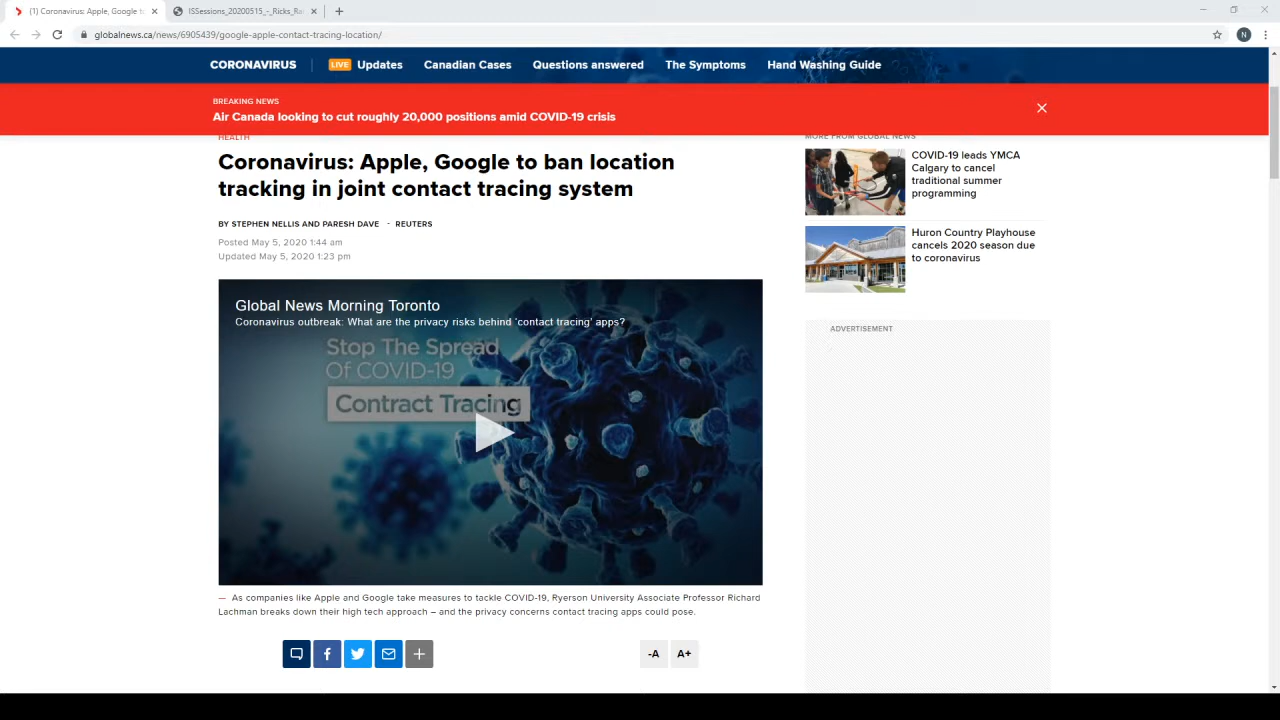 (1) Coronavirus: Apple, Google to
ISSessions_20200515_-_Ricks_Ra
globalnews.ca/news/6905439/google-apple-contact-tracing-location/
N
CORONAVIRUS
LIVE Updates
Canadian Cases
Questions answered
The Symptoms
Hand Washing Guide
BREAKING NEWS
Air Canada looking to cut roughly 20,000 positions amid COVID-19 crisis
HEALTH
Coronavirus: Apple, Google to ban location
tracking in joint contact tracing system
BY STEPHEN NELLIS AND PARESH DAVE - REUTERS
Posted May 5, 2020 1:44 am
Updated May 5, 2020 1:23 pm
Global News Morning Toronto
Coronavirus outbreak: What are the privacy risks behind 'contact tracing' apps?
Stop The Spread
Of COVID-19
Contract Tracing
— As companies like Apple and Google take measures to tackle COVID-19, Ryerson University Associate Professor Richard
Lachman breaks down their high tech approach – and the privacy concerns contact tracing apps could pose.
-A
A+
MORE FROM GLOBAL NEWS
COVID-19 leads YMCA
Calgary to cancel
traditional summer
programming
Huron Country Playhouse
cancels 2020 season due
to coronavirus
ADVERTISEMENT